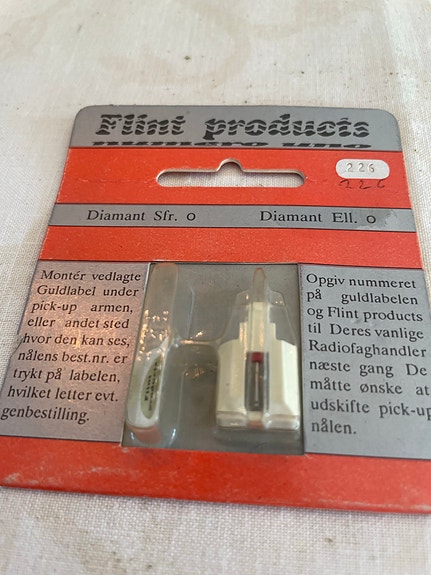 Flint products
numero uno
226
226
Diamant Sfr. o
Diamant Ell. o
Montér vedlagte
Guldlabel under
pick-up armen,
eller andet sted
hvor den kan ses,
nålens best.nr. er
trykt på labelen,
hvilket letter evt.
genbestilling.
Opgiv nummeret
på guldlabelen
og Flint products
til Deres vanlige
Radiofaghandler
næste gang De
måtte ønske at
udskifte pick-up
nålen.